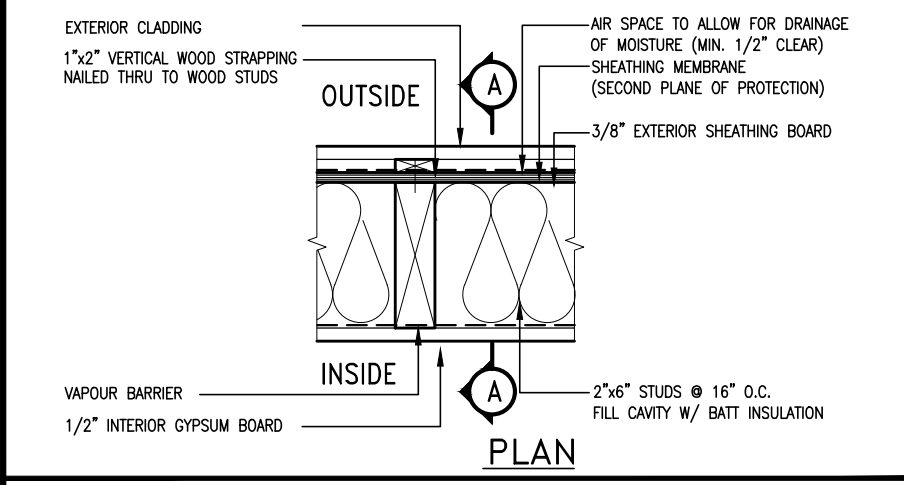 EXTERIOR CLADDING
1"x2" VERTICAL WOOD STRAPPING
NAILED THRU TO WOOD STUDS
AIR SPACE TO ALLOW FOR DRAINAGE
OF MOISTURE (MIN. 1/2" CLEAR)
SHEATHING MEMBRANE
(SECOND PLANE OF PROTECTION)
3/8" EXTERIOR SHEATHING BOARD
A
OUTSIDE
INSIDE
A
VAPOUR BARRIER
1/2" INTERIOR GYPSUM BOARD
2"x6" STUDS @ 16" O.C.
FILL CAVITY W/ BATT INSULATION
PLAN